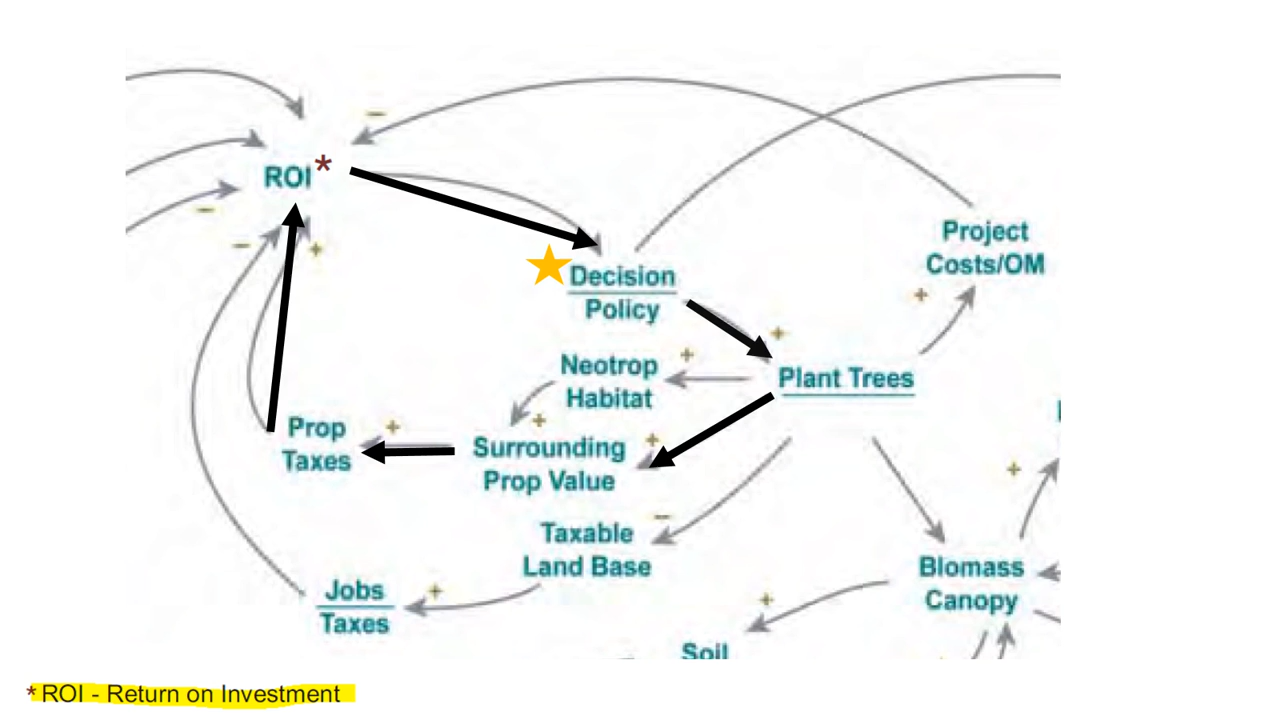 −
ROI *
−
−
+
Project
Costs/OM
+
Decision
Policy
+
Neotrop
Habitat
+
Plant Trees
+
Prop
Taxes
+
Surrounding
Prop Value
+
+
Taxable
Land Base
−
Biomass
Canopy
Jobs
Taxes
+
+
Soil
* ROI - Return on Investment